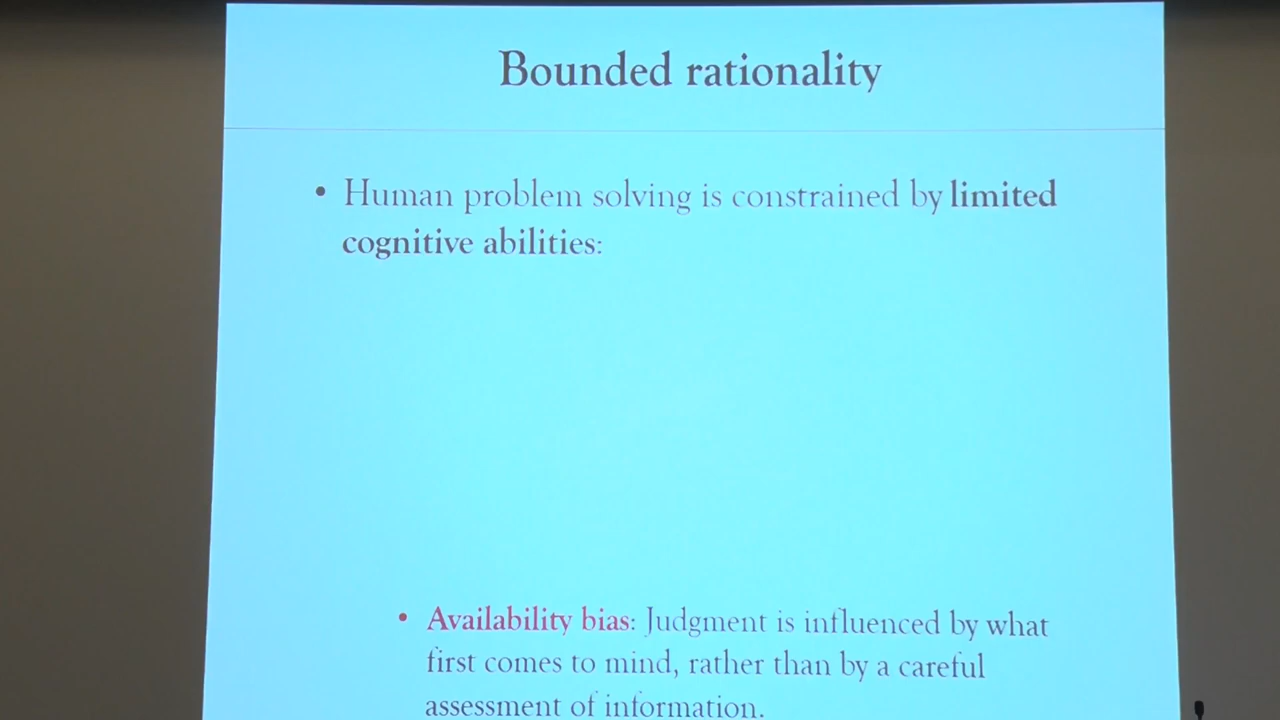 Bounded rationality
• Human problem solving is constrained by limited
cognitive abilities:
• Availability bias: Judgment is influenced by what
first comes to mind, rather than by a careful
assessment of information.